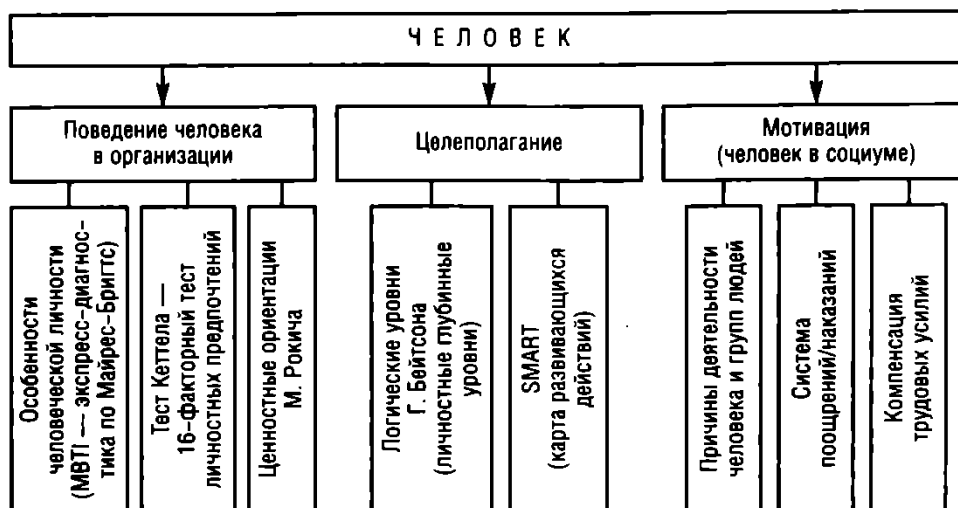 ЧЕЛОВЕК
Поведение человека
в организации
Целеполагание
Мотивация
(человек в социуме)
Особенности
человеческой личности
(MBTI — экспресс-диагнос-
тика по Майрес-Бриггс)
Тест Кеттела —
16-факторный тест
личностных предпочтений
Ценностные ориентации
М. Рокича
Логические уровни
Г. Бейтсона
(личностные глубинные
уровни)
SMART
(карта развивающихся
действий)
Причины деятельности
человека и групп людей
Система
поощрений/наказаний
Компенсация
трудовых усилий